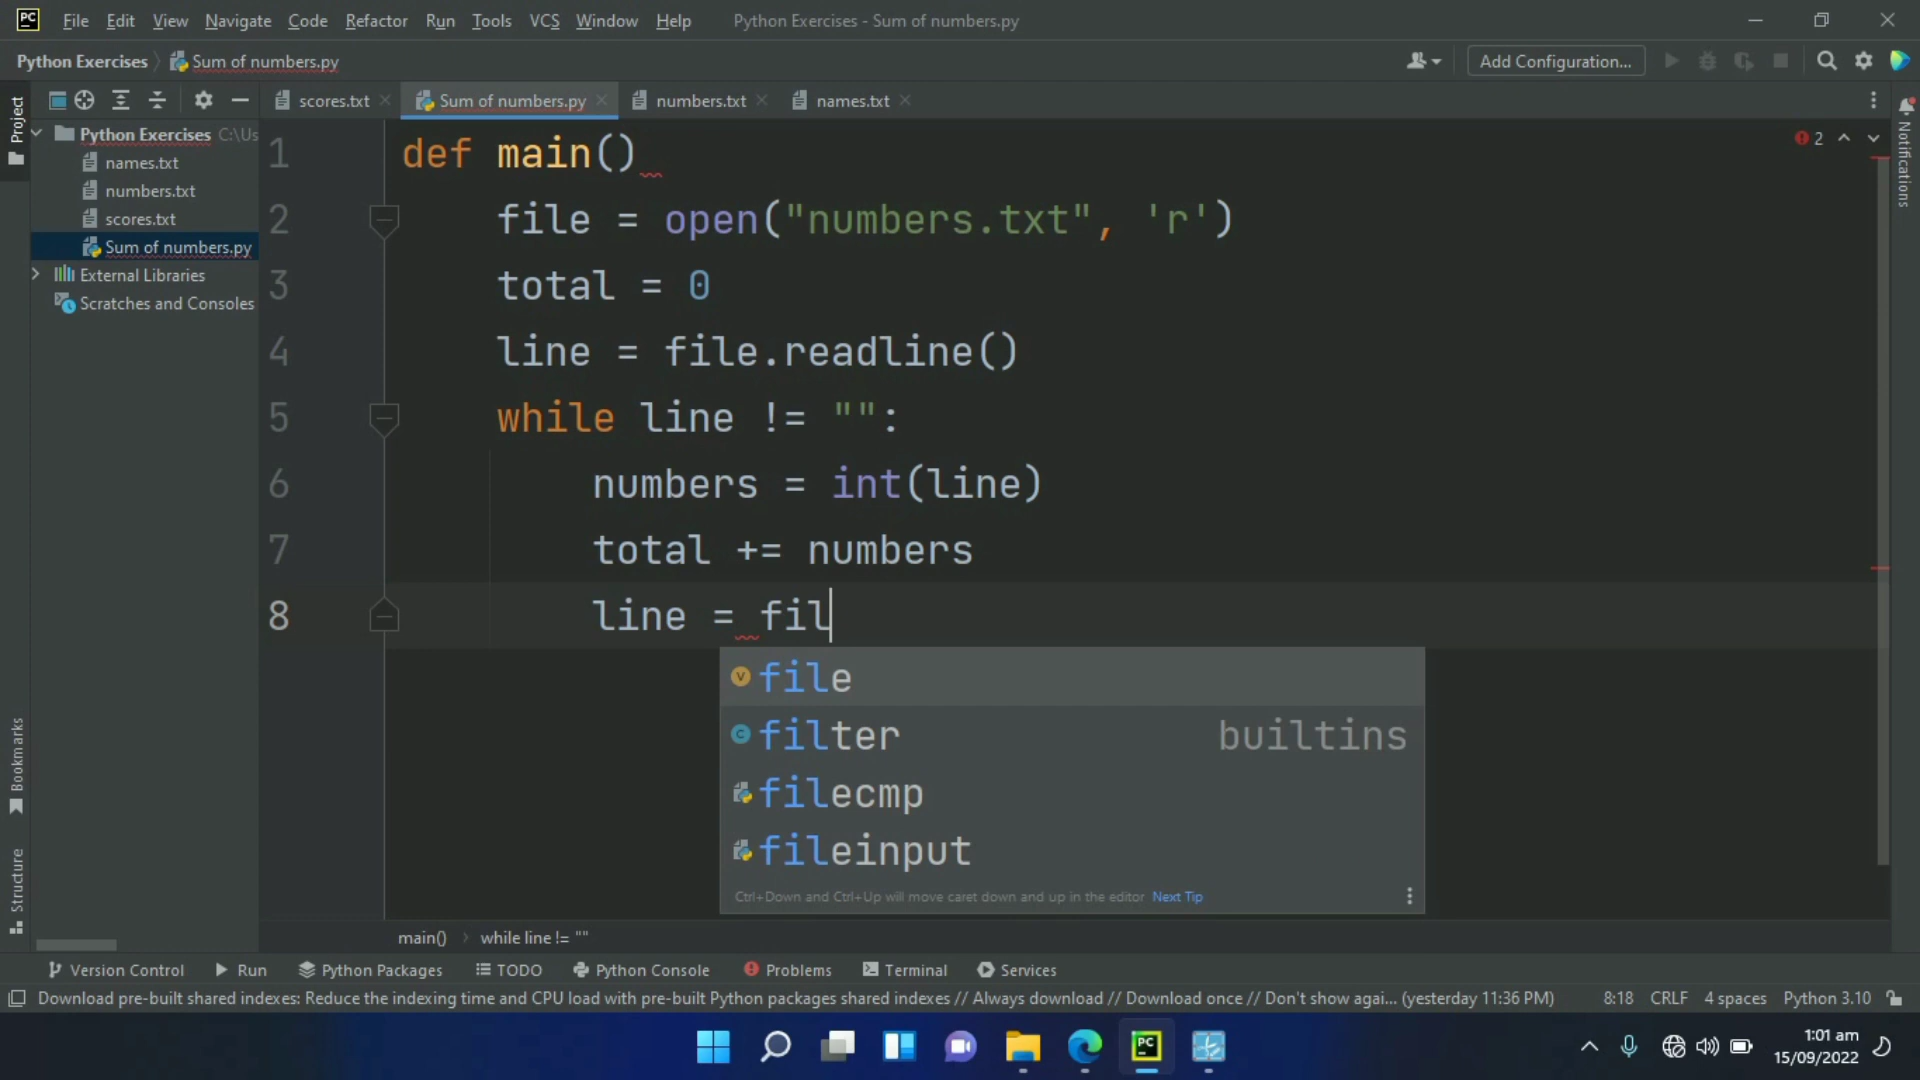 PC File Edit View Navigate Code Refactor Run Tools VCS Window Help Python Exercises - Sum of numbers.py
Python Exercises Sum of numbers.py Add Configuration...
Project
scores.txt Sum of numbers.py numbers.txt names.txt
Notifications
Python Exercises C:\Us
names.txt
numbers.txt
scores.txt
Sum of numbers.py
External Libraries
Scratches and Consoles
2
1 def main()
2 file = open("numbers.txt", 'r')
3 total = 0
4 line = file.readline()
5 while line != "":
6 numbers = int(line)
7 total += numbers
8 line = fil
file
filter builtins
filecmp
fileinput
Ctrl+Down and Ctrl+Up will move caret down and up in the editor Next Tip
Bookmarks
Structure
main() while line != ""
Version Control Run Python Packages TODO Python Console Problems Terminal Services
Download pre-built shared indexes: Reduce the indexing time and CPU load with pre-built Python packages shared indexes // Always download // Download once // Don't show agai... (yesterday 11:36 PM) 8:18 CRLF 4 spaces Python 3.10
PC
1:01 am
15/09/2022